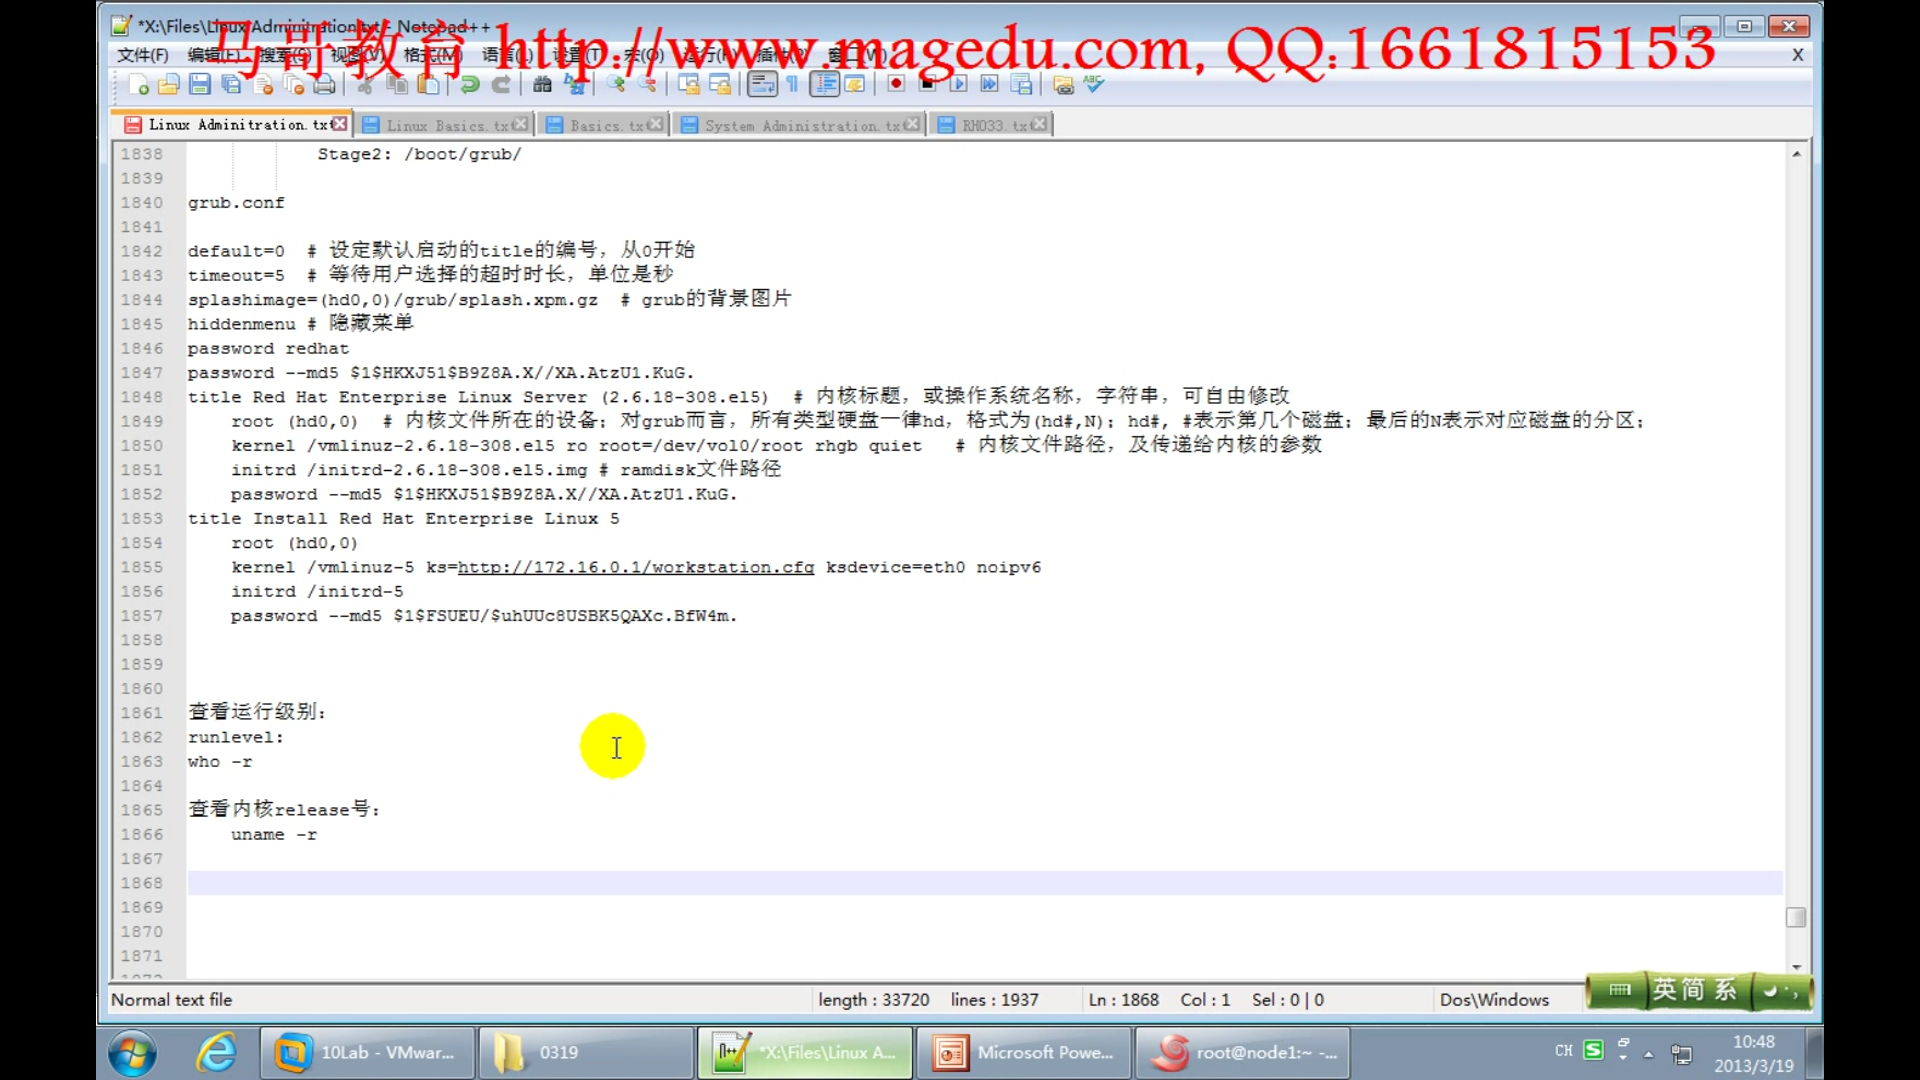 *X:\Files\Linux Adminitration.txt - Notepad++
马哥教育 http://www.magedu.com, QQ:1661815153
文件(F) 编辑(E) 搜索(S) 视图(V) 格式(M) 语言(L) 设置(T) 宏(O) 运行(R) 插件(P) 窗口(W) X
Linux Adminitration.txt Linux Basics.txt Basics.txt System Administration.txt RH033.txt
1838 Stage2: /boot/grub/
1839
1840 grub.conf
1841
1842 default=0 # 设定默认启动的title的编号，从0开始
1843 timeout=5 # 等待用户选择的超时时长，单位是秒
1844 splashimage=(hd0,0)/grub/splash.xpm.gz # grub的背景图片
1845 hiddenmenu # 隐藏菜单
1846 password redhat
1847 password --md5 $1$HKXJ51$B9Z8A.X//XA.AtzU1.KuG.
1848 title Red Hat Enterprise Linux Server (2.6.18-308.el5) # 内核标题，或操作系统名称，字符串，可自由修改
1849 root (hd0,0) # 内核文件所在的设备；对grub而言，所有类型硬盘一律hd，格式为(hd#,N)；hd#, #表示第几个磁盘；最后的N表示对应磁盘的分区；
1850 kernel /vmlinuz-2.6.18-308.el5 ro root=/dev/vol0/root rhgb quiet # 内核文件路径，及传递给内核的参数
1851 initrd /initrd-2.6.18-308.el5.img # ramdisk文件路径
1852 password --md5 $1$HKXJ51$B9Z8A.X//XA.AtzU1.KuG.
1853 title Install Red Hat Enterprise Linux 5
1854 root (hd0,0)
1855 kernel /vmlinuz-5 ks=http://172.16.0.1/workstation.cfg ksdevice=eth0 noipv6
1856 initrd /initrd-5
1857 password --md5 $1$FSUEU/$uhUUc8USBK5QAXc.BfW4m.
1858
1859
1860
1861 查看运行级别：
1862 runlevel:
1863 who -r
1864
1865 查看内核release号：
1866 uname -r
1867
1868
1869
1870
1871
Normal text file length : 33720 lines : 1937 Ln : 1868 Col : 1 Sel : 0 | 0 Dos\Windows 英简系
10Lab - VMwar... 0319 *X:\Files\Linux A... Microsoft Powe... root@node1:~ -... CH 10:48
2013/3/19